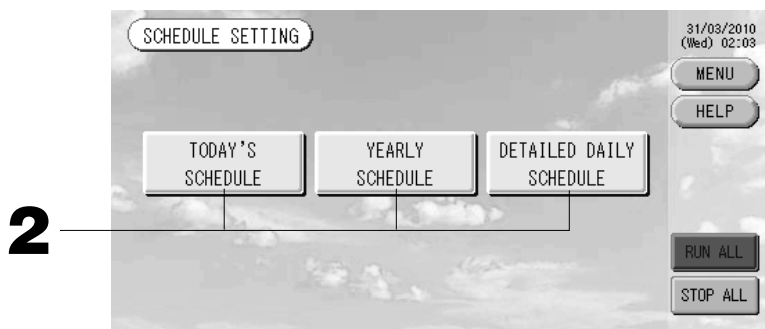 SCHEDULE SETTING
31/03/2010
(Wed) 02:03
MENU
HELP
TODAY'S
SCHEDULE
YEARLY
SCHEDULE
DETAILED DAILY
SCHEDULE
2
RUN ALL
STOP ALL